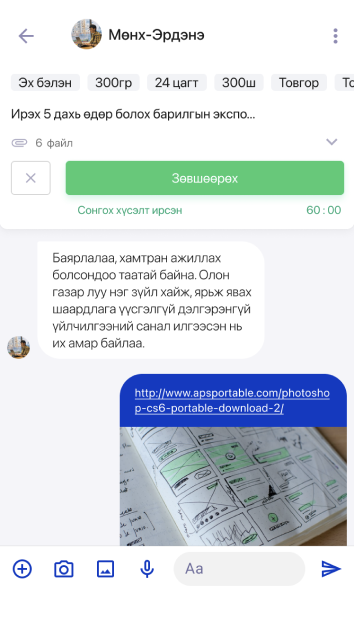 Мөнх-Эрдэнэ
Эх бэлэн 300гр 24 цагт 300ш Товгор
Ирэх 5 дахь өдөр болох барилгын экспо...
6 файл
Зөвшөөрөх
Сонгох хүсэлт ирсэн 60 : 00
Баярлалаа, хамтран ажиллах
болсондоо таатай байна. Олон
газар луу нэг зүйл хайж, ярьж явах
шаардлага үүсгэлгүй дэлгэрэнгүй
үйлчилгээний санал илгээсэн нь
их амар байлаа.
http://www.apsportable.com/photosho
p-cs6-portable-download-2/
Aa